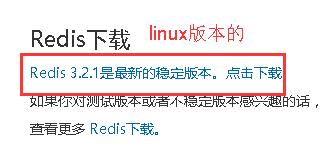 Redis下载 linux版本的
Redis 3.2.1是最新的稳定版本。点击下载
如果你对测试版本或者不稳定版本感兴趣的话，
查看更多 Redis下载。